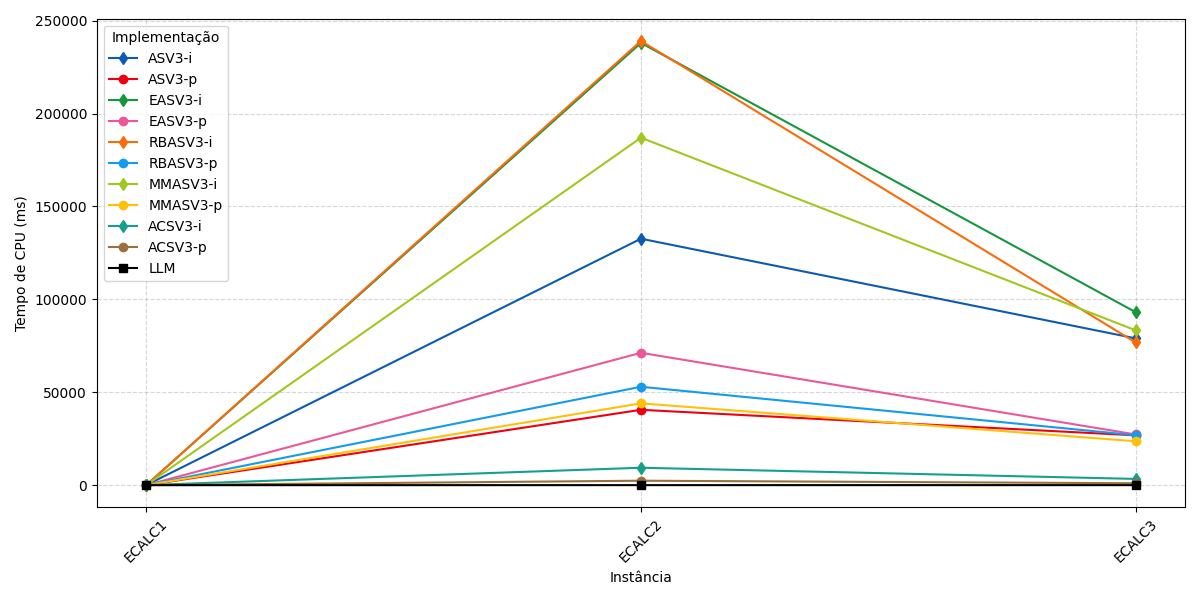 250000
200000
150000
100000
50000
0
Tempo de CPU (ms)
Implementação
ASV3-i
ASV3-p
EASV3-i
EASV3-p
RBASV3-i
RBASV3-p
MMASV3-i
MMASV3-p
ACSV3-i
ACSV3-p
LLM
ECALC1
ECALC2
ECALC3
Instância